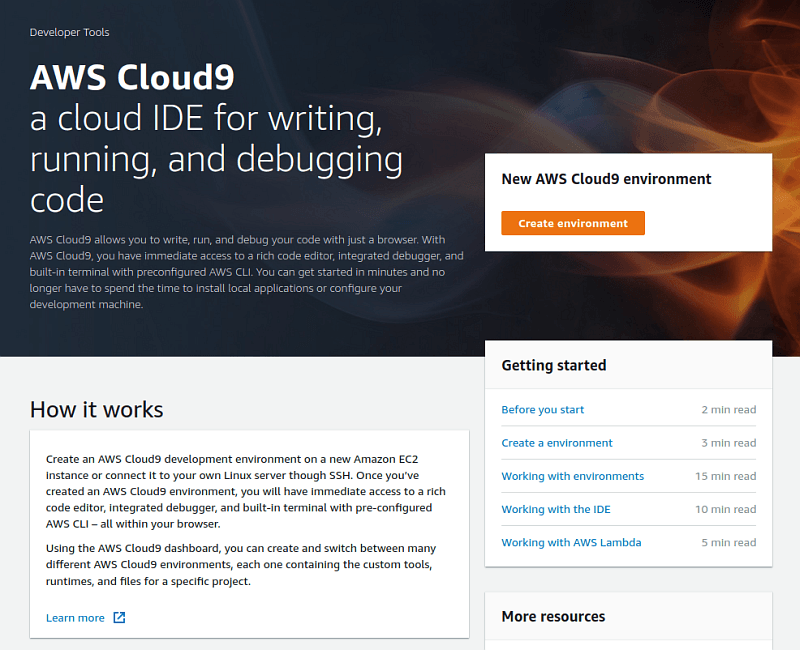 Developer Tools
AWS Cloud9
a cloud IDE for writing,
running, and debugging
code
AWS Cloud9 allows you to write, run, and debug your code with just a browser. With
AWS Cloud9, you have immediate access to a rich code editor, integrated debugger, and
built-in terminal with preconfigured AWS CLI. You can get started in minutes and no
longer have to spend the time to install local applications or configure your
development machine.
New AWS Cloud9 environment
Create environment
How it works
Create an AWS Cloud9 development environment on a new Amazon EC2
instance or connect it to your own Linux server though SSH. Once you've
created an AWS Cloud9 environment, you will have immediate access to a rich
code editor, integrated debugger, and built-in terminal with pre-configured
AWS CLI – all within your browser.
Using the AWS Cloud9 dashboard, you can create and switch between many
different AWS Cloud9 environments, each one containing the custom tools,
runtimes, and files for a specific project.
Learn more
Getting started
Before you start 2 min read
Create a environment 3 min read
Working with environments 15 min read
Working with the IDE 10 min read
Working with AWS Lambda 5 min read
More resources